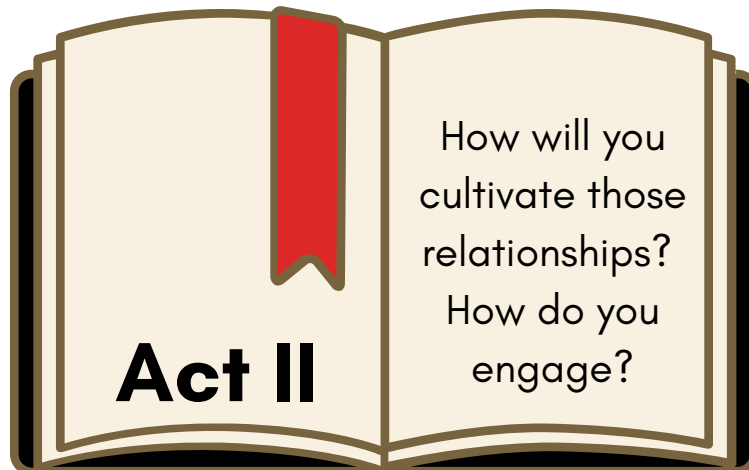 Act II
How will you
cultivate those
relationships?
How do you
engage?